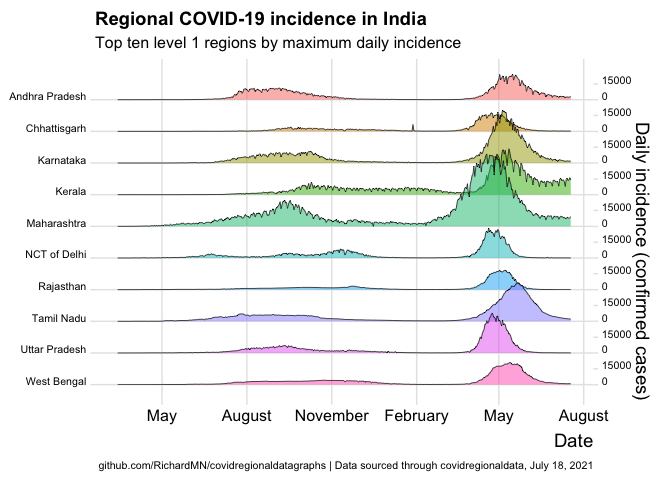 Regional COVID-19 incidence in India
Top ten level 1 regions by maximum daily incidence
Andhra Pradesh
15000
0
Chhattisgarh
15000
0
Karnataka
15000
0
Kerala
15000
0
Maharashtra
15000
0
NCT of Delhi
15000
0
Rajasthan
15000
0
Tamil Nadu
15000
0
Uttar Pradesh
15000
0
West Bengal
15000
0
Daily incidence (confirmed cases)
May August November February May August
Date
github.com/RichardMN/covidregionaldatagraphs | Data sourced through covidregionaldata, July 18, 2021